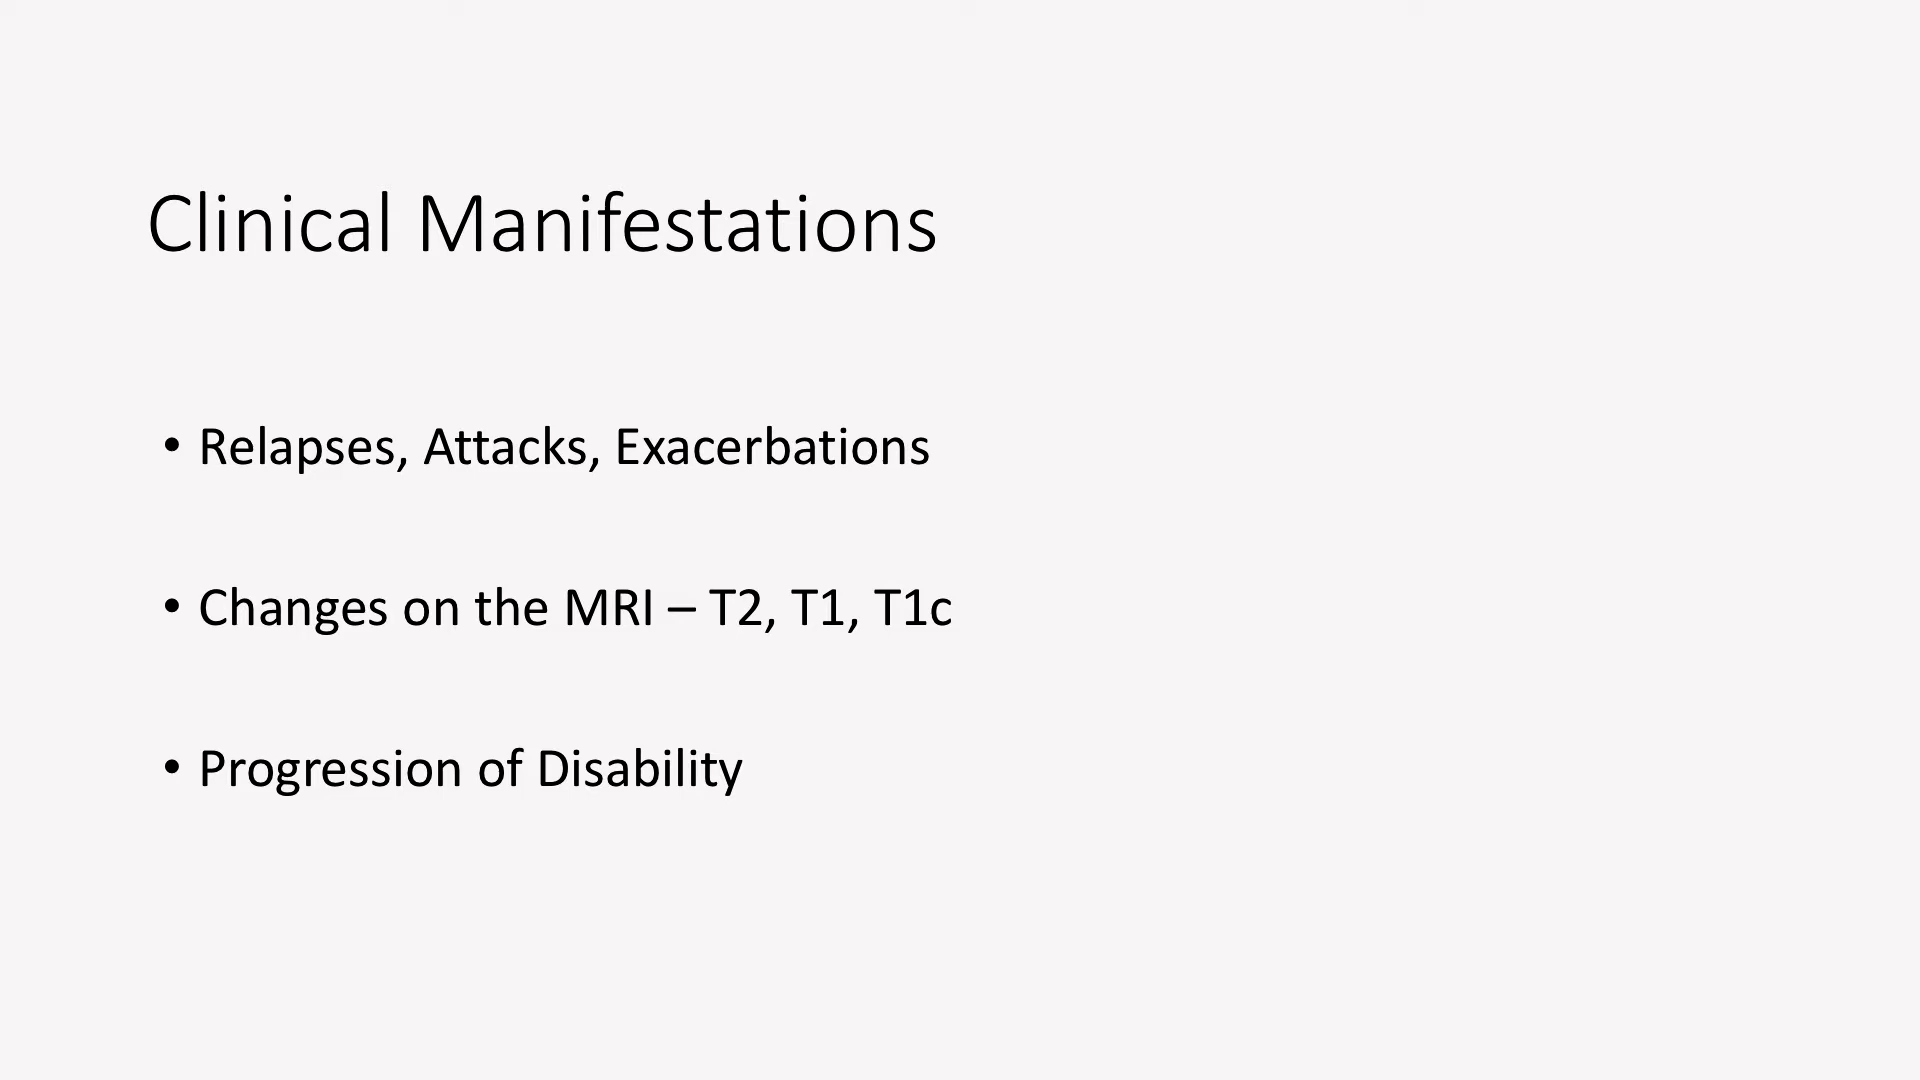 Clinical Manifestations
• Relapses, Attacks, Exacerbations
• Changes on the MRI – T2, T1, T1c
• Progression of Disability